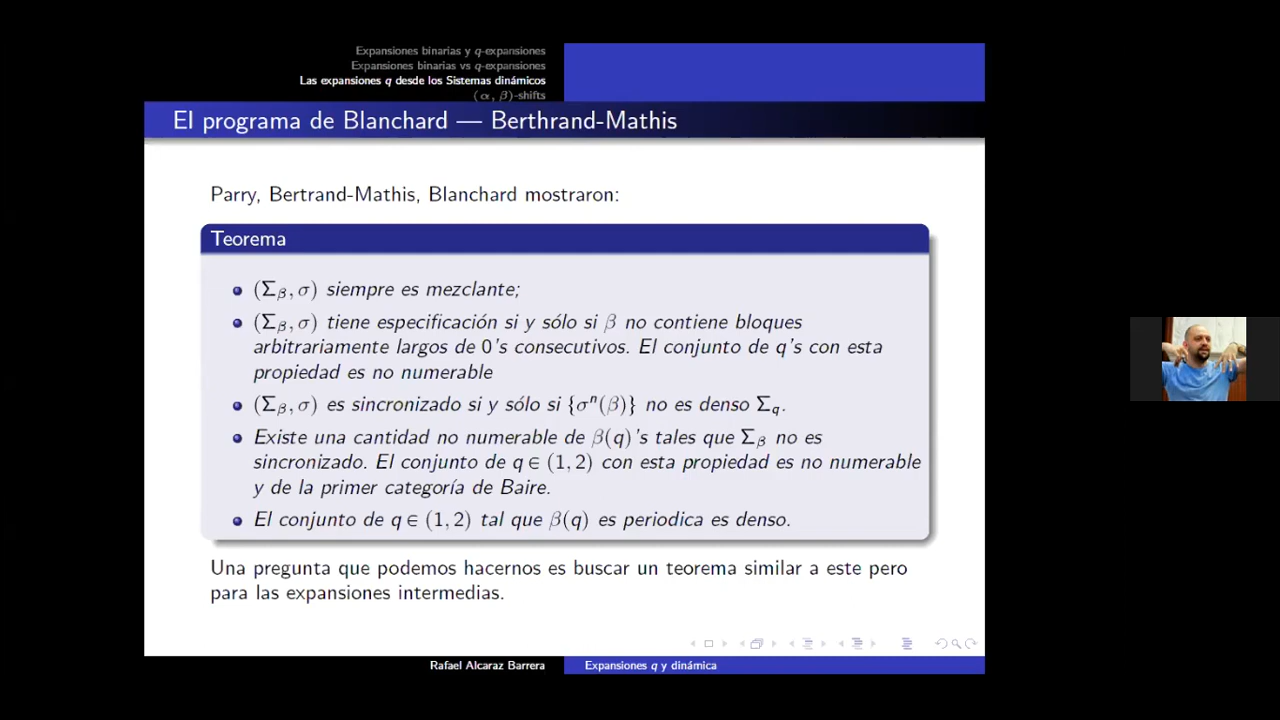 Expansiones binarias y q-expansiones
Expansiones binarias vs q-expansiones
Las expansiones q desde los Sistemas dinámicos
(α, β)-shifts
El programa de Blanchard — Berthrand-Mathis
Parry, Bertrand-Mathis, Blanchard mostraron:
Teorema
(Σβ, σ) siempre es mezclante;
(Σβ, σ) tiene especificación si y sólo si β no contiene bloques
arbitrariamente largos de 0's consecutivos. El conjunto de q's con esta
propiedad es no numerable
(Σβ, σ) es sincronizado si y sólo si {σⁿ(β)} no es denso Σq.
Existe una cantidad no numerable de β(q)'s tales que Σβ no es
sincronizado. El conjunto de q ∈ (1, 2) con esta propiedad es no numerable
y de la primer categoría de Baire.
El conjunto de q ∈ (1, 2) tal que β(q) es periodica es denso.
Una pregunta que podemos hacernos es buscar un teorema similar a este pero
para las expansiones intermedias.
Rafael Alcaraz Barrera
Expansiones q y dinámica